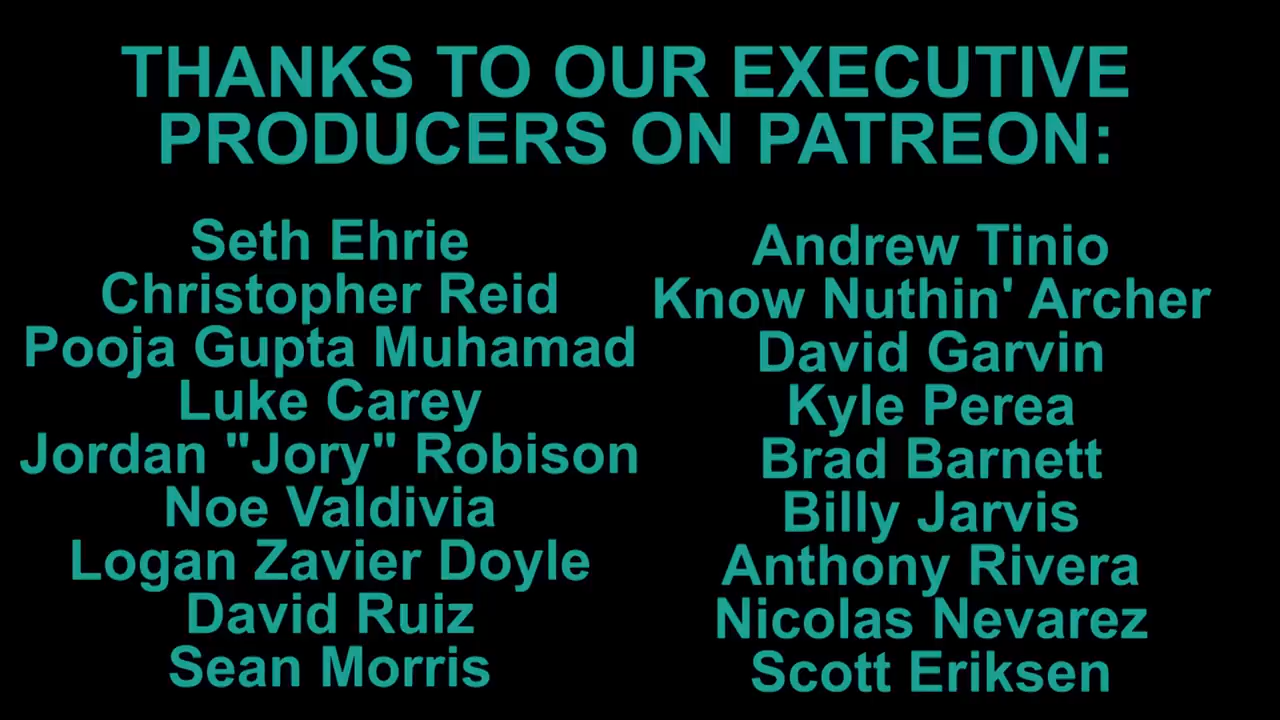 THANKS TO OUR EXECUTIVE
PRODUCERS ON PATREON:
Seth Ehrie
Christopher Reid
Pooja Gupta Muhamad
Luke Carey
Jordan "Jory" Robison
Noe Valdivia
Logan Zavier Doyle
David Ruiz
Sean Morris
Andrew Tinio
Know Nuthin' Archer
David Garvin
Kyle Perea
Brad Barnett
Billy Jarvis
Anthony Rivera
Nicolas Nevarez
Scott Eriksen